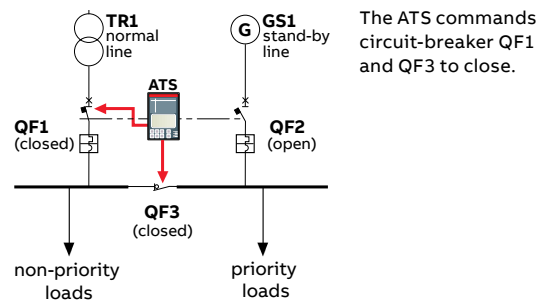 TR1
normal
line
G
GS1
stand-by
line
The ATS commands
circuit-breaker QF1
and QF3 to close.
ATS
QF1
(closed)
QF2
(open)
QF3
(closed)
non-priority
loads
priority
loads